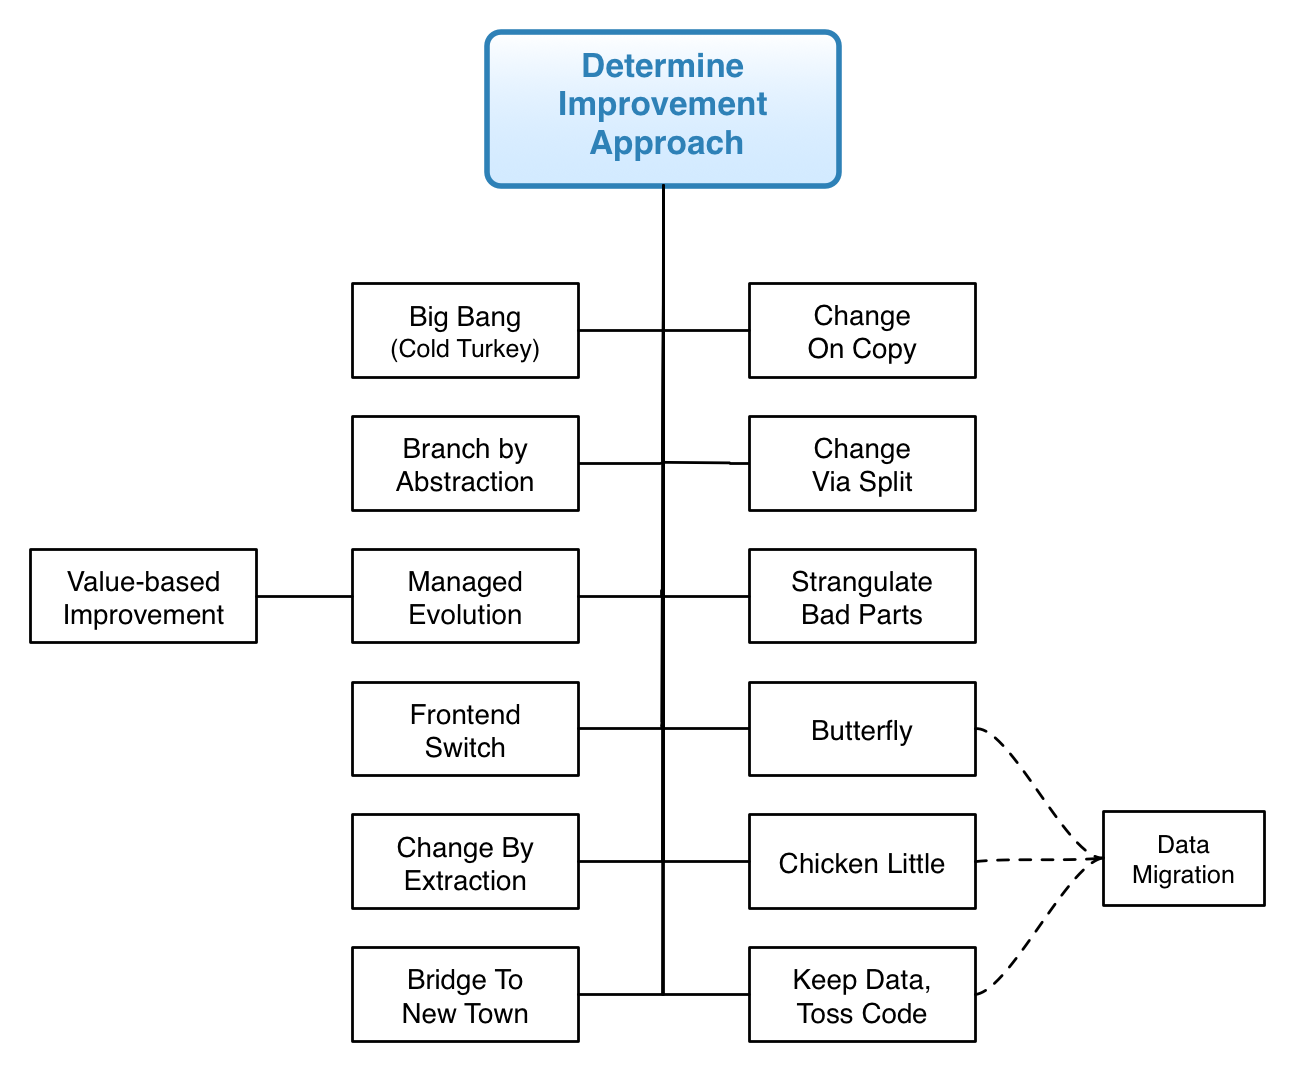 Determine
Improvement
Approach
Big Bang
(Cold Turkey)
Change
On Copy
Branch by
Abstraction
Change
Via Split
Value-based
Improvement
Managed
Evolution
Strangulate
Bad Parts
Frontend
Switch
Butterfly
Change By
Extraction
Chicken Little
Data
Migration
Bridge To
New Town
Keep Data,
Toss Code